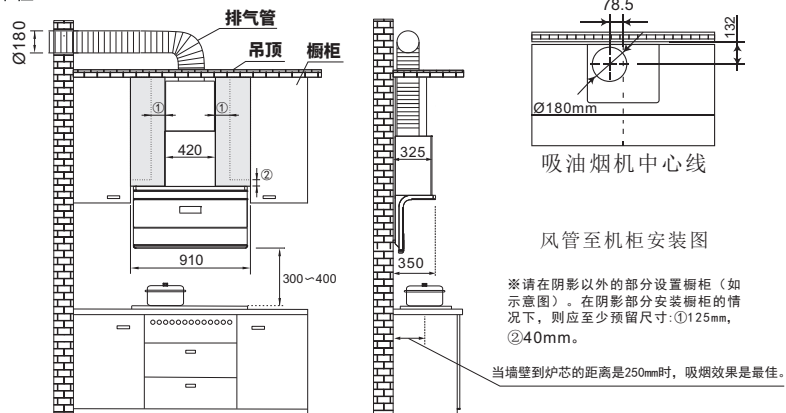 Ø180
排气管
吊顶
橱柜
①
①
420
②
910
300∽400
325
350
78.5
132
Ø180mm
吸油烟机中心线
风管至机柜安装图
※请在阴影以外的部分设置橱柜（如
示意图）。在阴影部分安装橱柜的情
况下，则应至少预留尺寸:①125mm，
②40mm。
当墙壁到炉芯的距离是250mm时，吸烟效果是最佳。